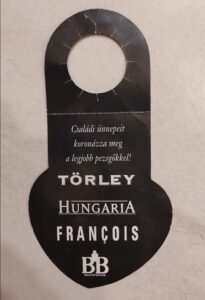 Családi ünnepeit
koronázza meg
a legjobb pezsgőkkel!
TÖRLEY
HUNGARIA
FRANÇOIS
BB